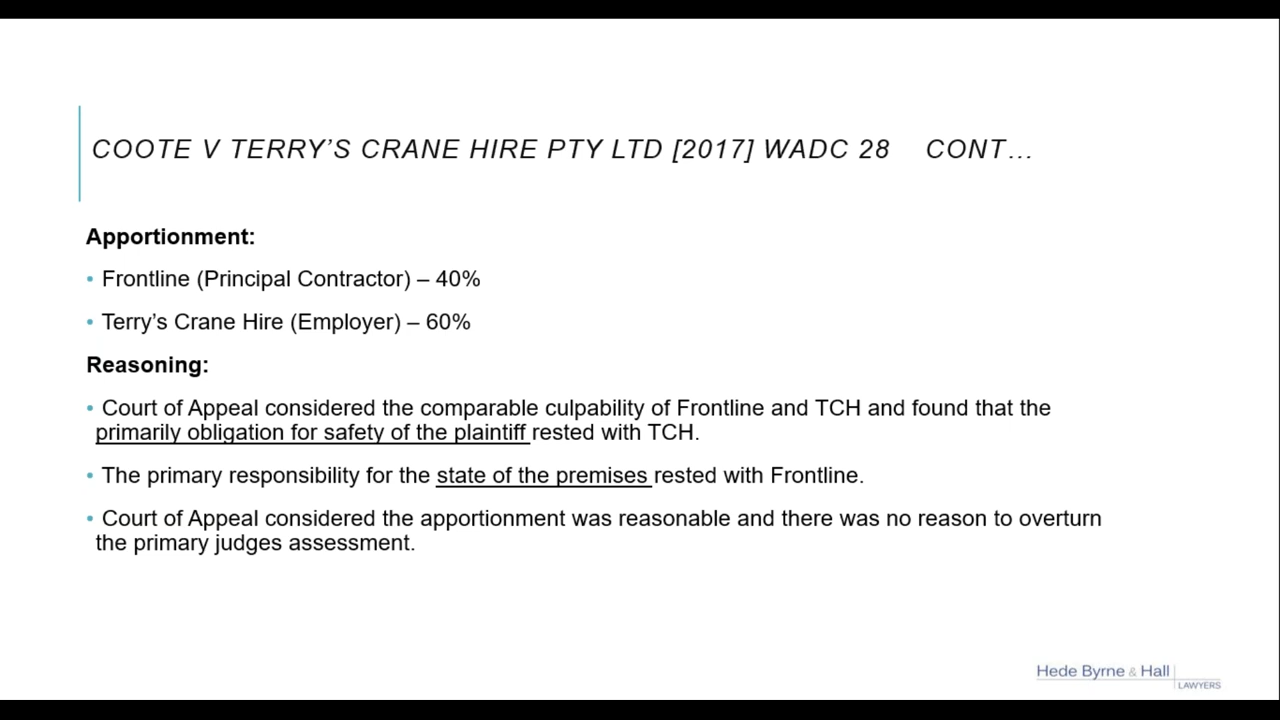 COOTE V TERRY’S CRANE HIRE PTY LTD [2017] WADC 28 CONT…
Apportionment:
• Frontline (Principal Contractor) – 40%
• Terry’s Crane Hire (Employer) – 60%
Reasoning:
• Court of Appeal considered the comparable culpability of Frontline and TCH and found that the
primarily obligation for safety of the plaintiff rested with TCH.
• The primary responsibility for the state of the premises rested with Frontline.
• Court of Appeal considered the apportionment was reasonable and there was no reason to overturn
the primary judges assessment.
Hede Byrne & Hall
LAWYERS